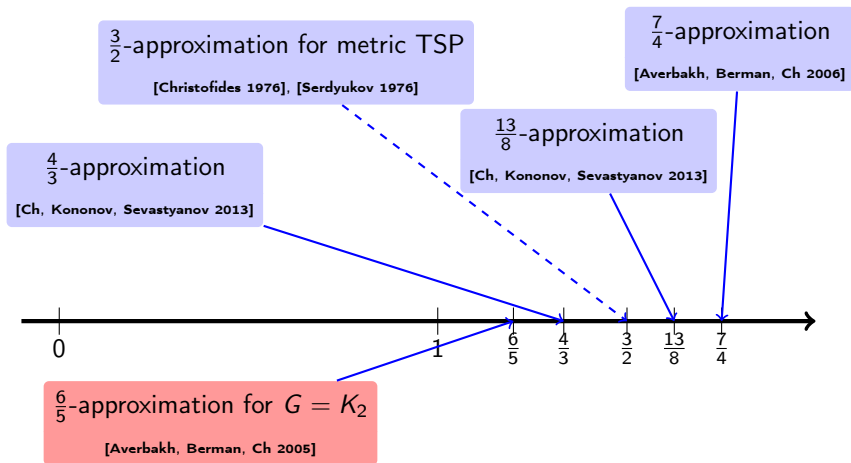 3/2-approximation for metric TSP
[Christofides 1976], [Serdyukov 1976]
7/4-approximation
[Averbakh, Berman, Ch 2006]
13/8-approximation
[Ch, Kononov, Sevastyanov 2013]
4/3-approximation
[Ch, Kononov, Sevastyanov 2013]
0 1 6/5 4/3 3/2 13/8 7/4
6/5-approximation for G = K₂
[Averbakh, Berman, Ch 2005]